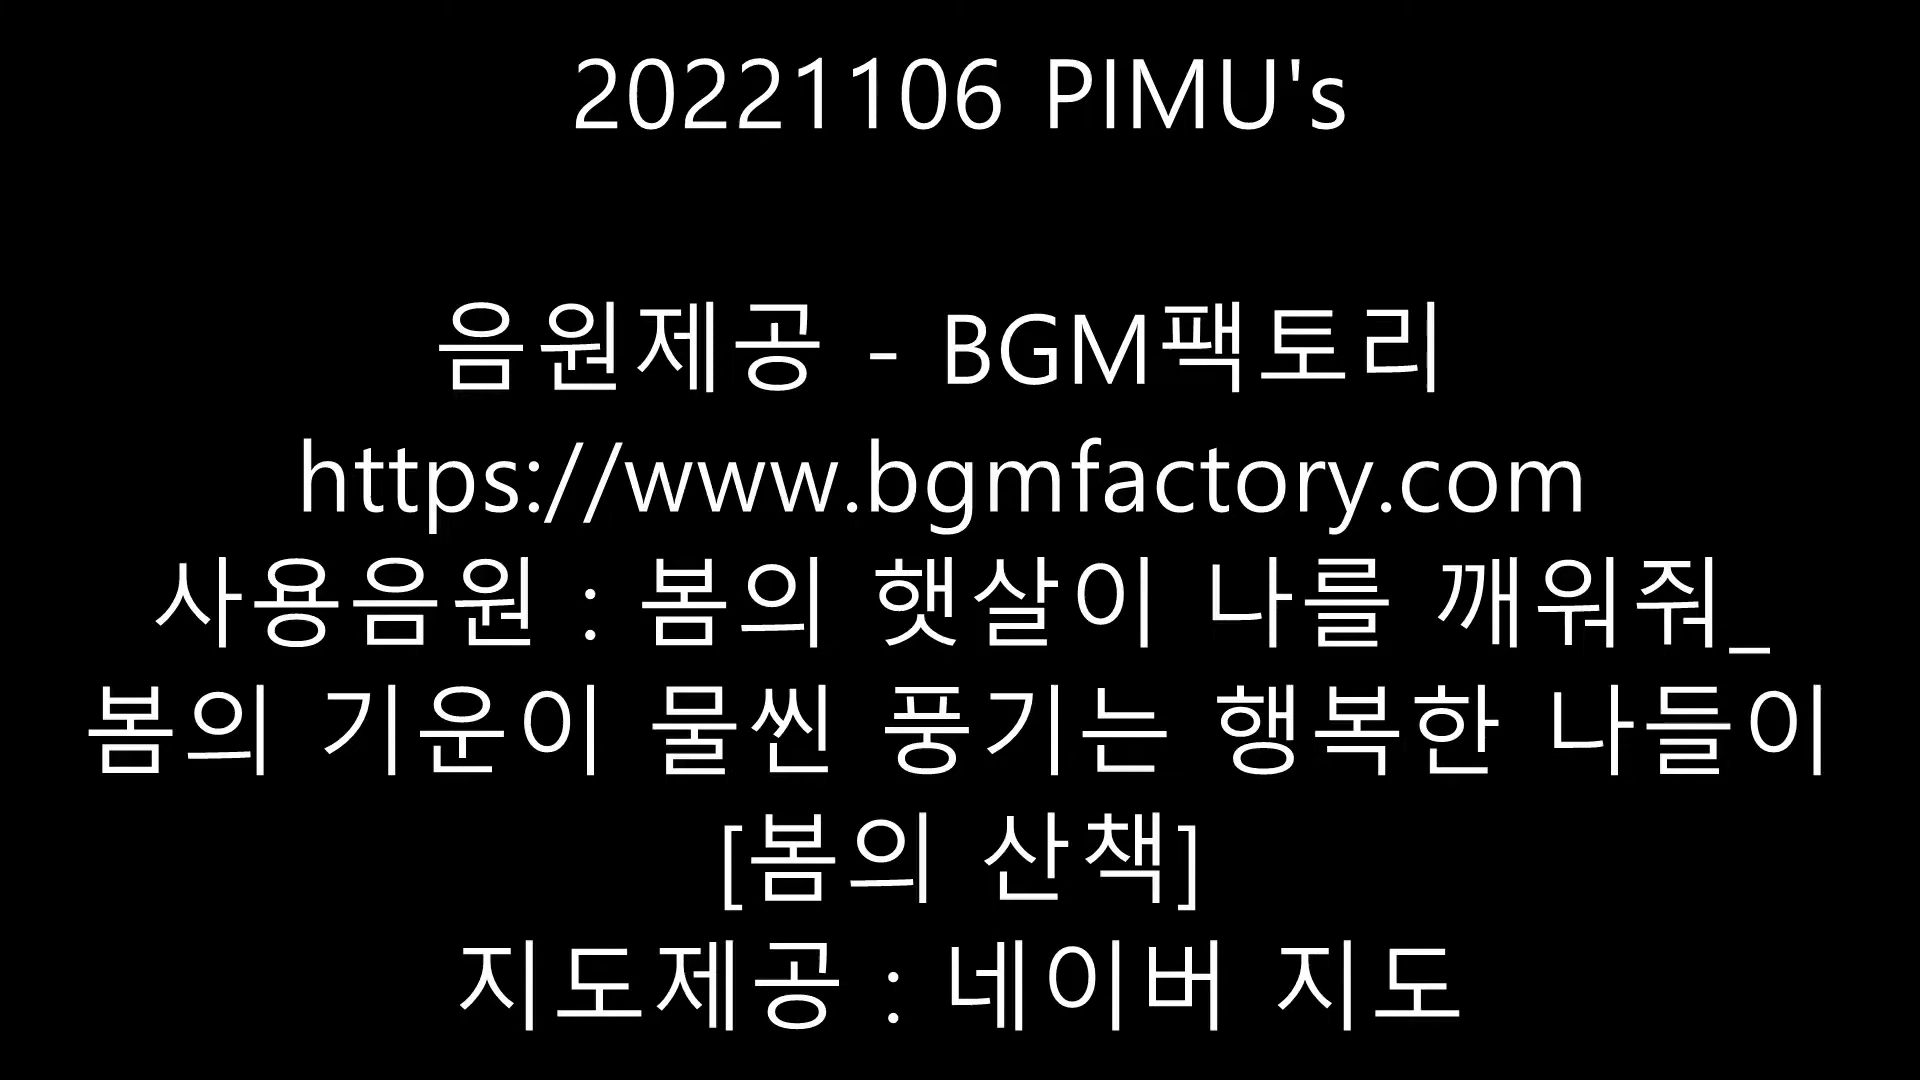 20221106 PIMU's
음원제공 - BGM팩토리
https://www.bgmfactory.com
사용음원 : 봄의 햇살이 나를 깨워줘_
봄의 기운이 물씬 풍기는 행복한 나들이
[봄의 산책]
지도제공 : 네이버 지도